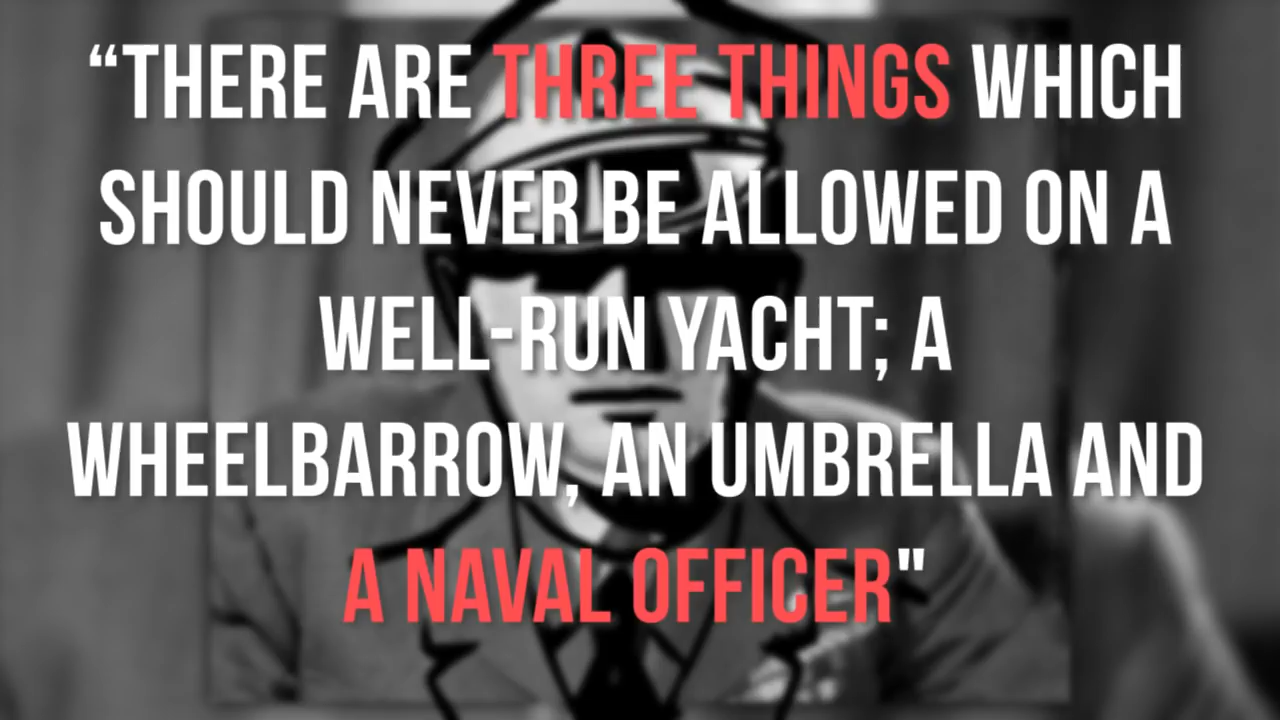 “THERE ARE THREE THINGS WHICH
SHOULD NEVER BE ALLOWED ON A
WELL-RUN YACHT; A
WHEELBARROW, AN UMBRELLA AND
A NAVAL OFFICER"